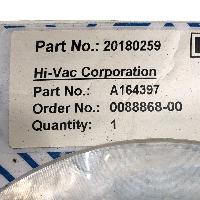 Part No.: 20180259
Hi-Vac Corporation
Part No.: A164397
Order No.: 0088868-00
Quantity: 1